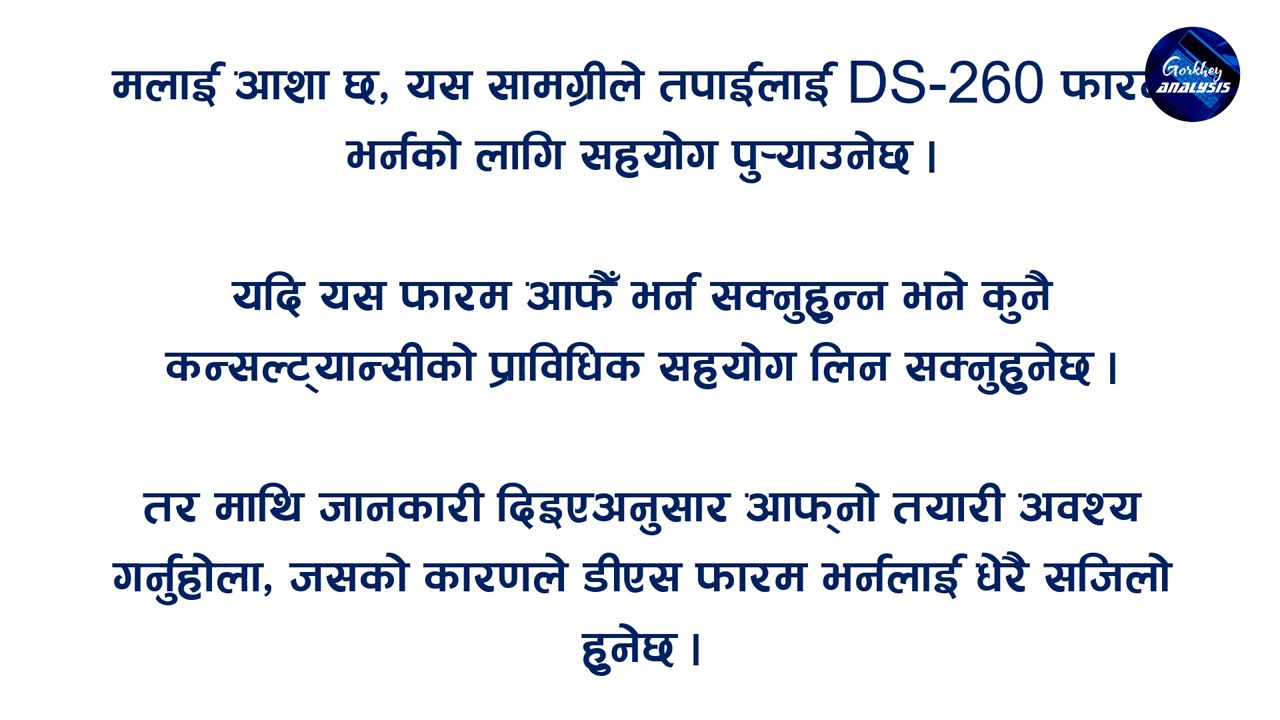 मलाई आशा छ, यस सामग्रीले तपाईलाई DS-260
भर्नको लागि सहयोग पुऱ्याउनेछ ।
यदि यस फारम आफैँ भर्न सक्नुहुन्न भने कुनै
कन्सल्ट्यान्सीको प्राविधिक सहयोग लिन सक्नुहुनेछ ।
तर माथि जानकारी दिइएअनुसार आफ्‌नो तयारी अवश्य
गर्नुहोला, जसको कारणले डीएस फारम भर्नलाई धेरै सजिलो
हुनेछ ।
Gorkhey
ANALYSIS